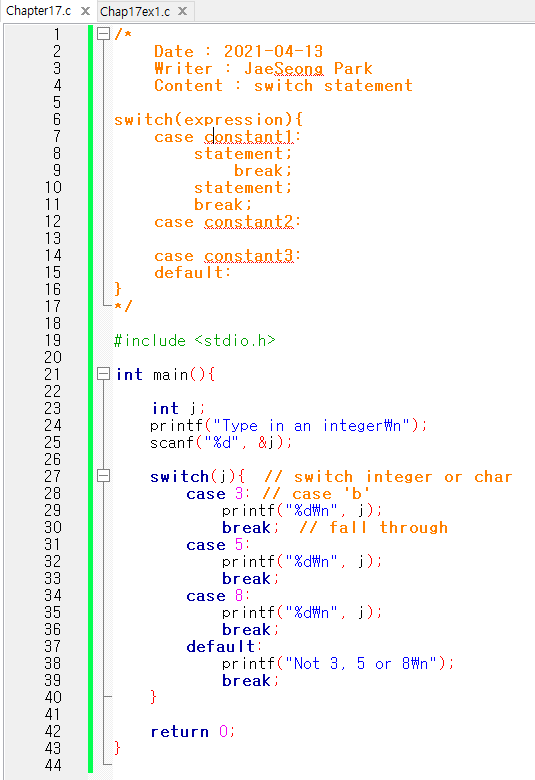 Chapter17.c × Chap17ex1.c ×
1 /*
2 Date : 2021-04-13
3 Writer : JaeSeong Park
4 Content : switch statement
5
6 switch(expression){
7 case constant1:
8 statement;
9 break;
10 statement;
11 break;
12 case constant2:
13
14 case constant3:
15 default:
16 }
17 */
18
19 #include <stdio.h>
20
21 int main(){
22
23 int j;
24 printf("Type in an integer₩n");
25 scanf("%d", &j);
26
27 switch(j){ // switch integer or char
28 case 3: // case 'b'
29 printf("%d₩n", j);
30 break; // fall through
31 case 5:
32 printf("%d₩n", j);
33 break;
34 case 8:
35 printf("%d₩n", j);
36 break;
37 default:
38 printf("Not 3, 5 or 8₩n");
39 break;
40 }
41
42 return 0;
43 }
44